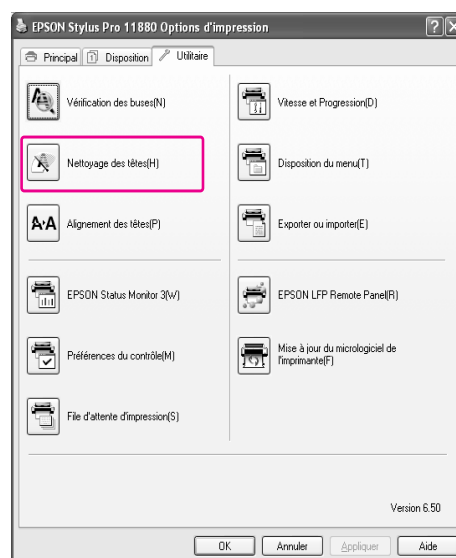 EPSON Stylus Pro 11880 Options d'impression
Principal Disposition Utilitaire
Vérification des buses(N)
Vitesse et Progression(D)
Nettoyage des têtes(H)
Disposition du menu(T)
Alignement des têtes(P)
Exporter ou importer(E)
EPSON Status Monitor 3(W)
EPSON LFP Remote Panel(R)
Préférences du contrôle(M)
Mise à jour du micrologiciel de
l'imprimante(F)
File d'attente d'impression(S)
Version 6.50
OK Annuler Appliquer Aide